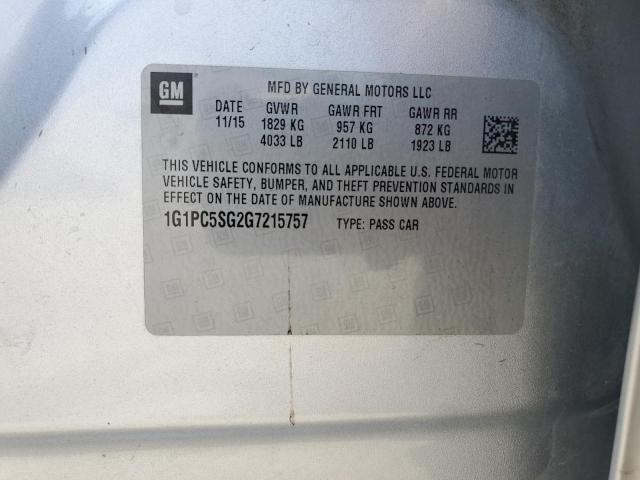 GM
MFD BY GENERAL MOTORS LLC
DATE GVWR GAWR FRT GAWR RR
11/15 1829 KG 957 KG 872 KG
4033 LB 2110 LB 1923 LB
THIS VEHICLE CONFORMS TO ALL APPLICABLE U.S. FEDERAL MOTOR
VEHICLE SAFETY, BUMPER, AND THEFT PREVENTION STANDARDS IN
EFFECT ON THE DATE OF MANUFACTURE SHOWN ABOVE.
1G1PC5SG2G7215757 TYPE: PASS CAR